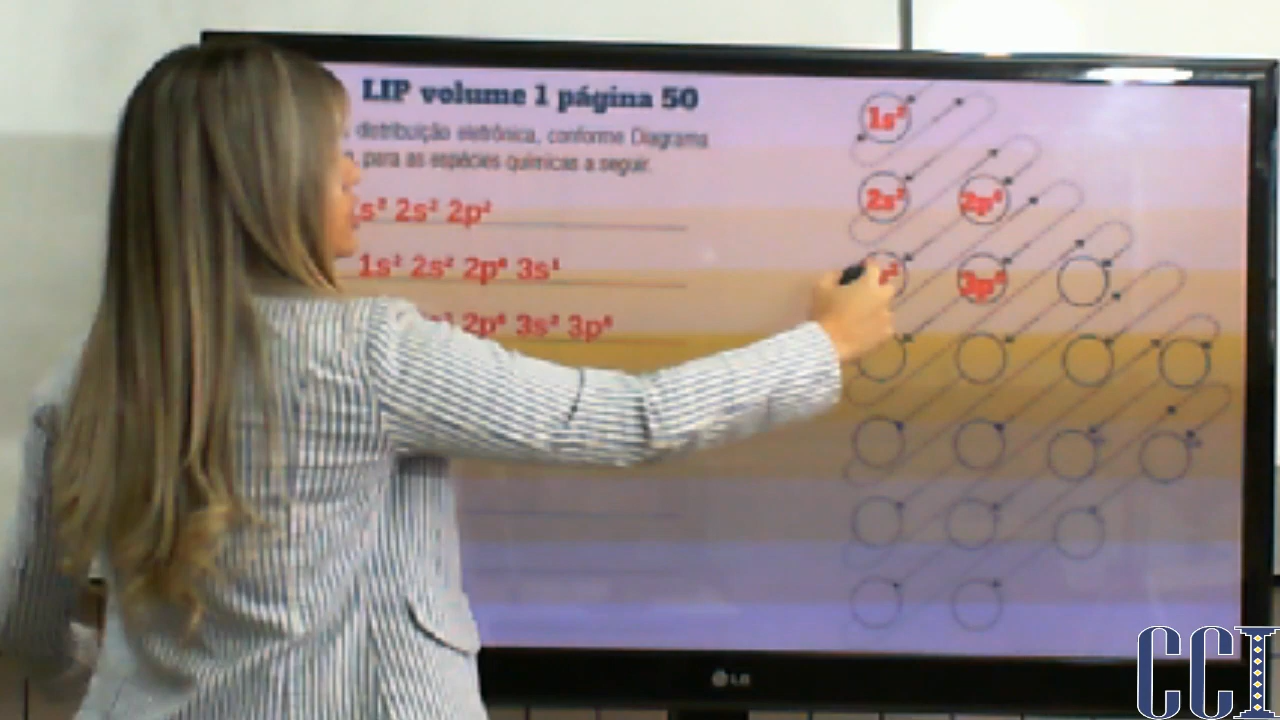 LIP volume 1 página 50
distribuição eletrônica, conforme Diagrama
para as espécies químicas a seguir.
s² 2s² 2p²
1s² 2s² 2p⁶ 3s¹
2p⁶ 3s² 3p⁶
1s²
2s² 2p⁶
3p⁶
LG
CCI